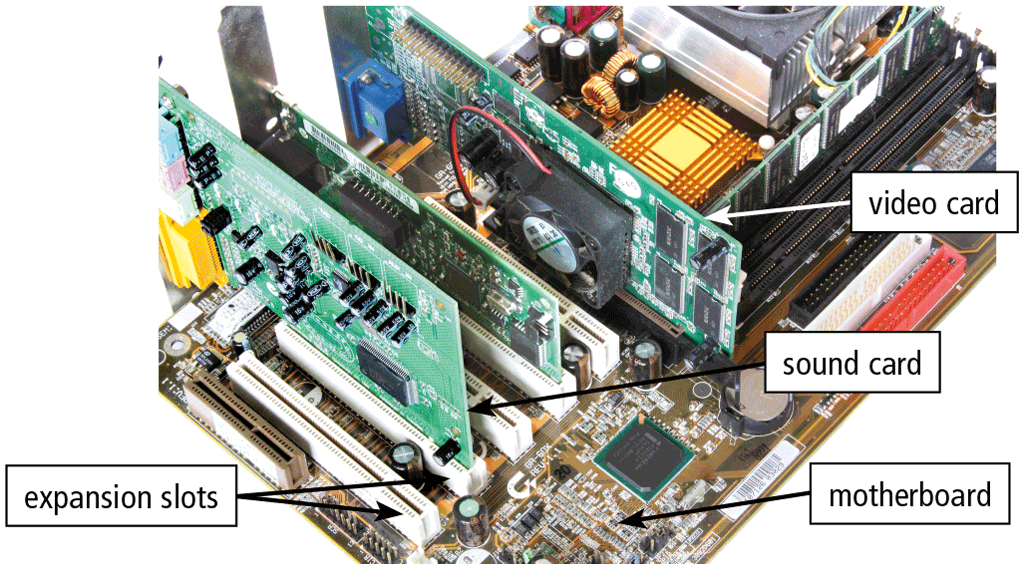 video card
sound card
expansion slots
motherboard